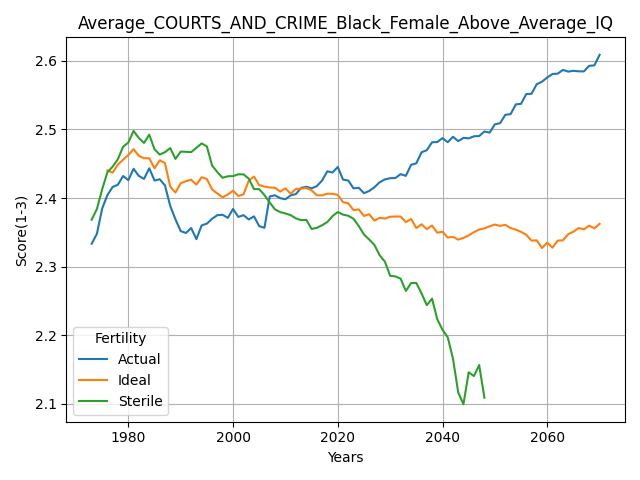 Average_COURTS_AND_CRIME_Black_Female_Above_Average_IQ
2.6
2.5
2.4
2.3
2.2
2.1
Score(1-3)
Fertility
Actual
Ideal
Sterile
1980 2000 2020 2040 2060
Years